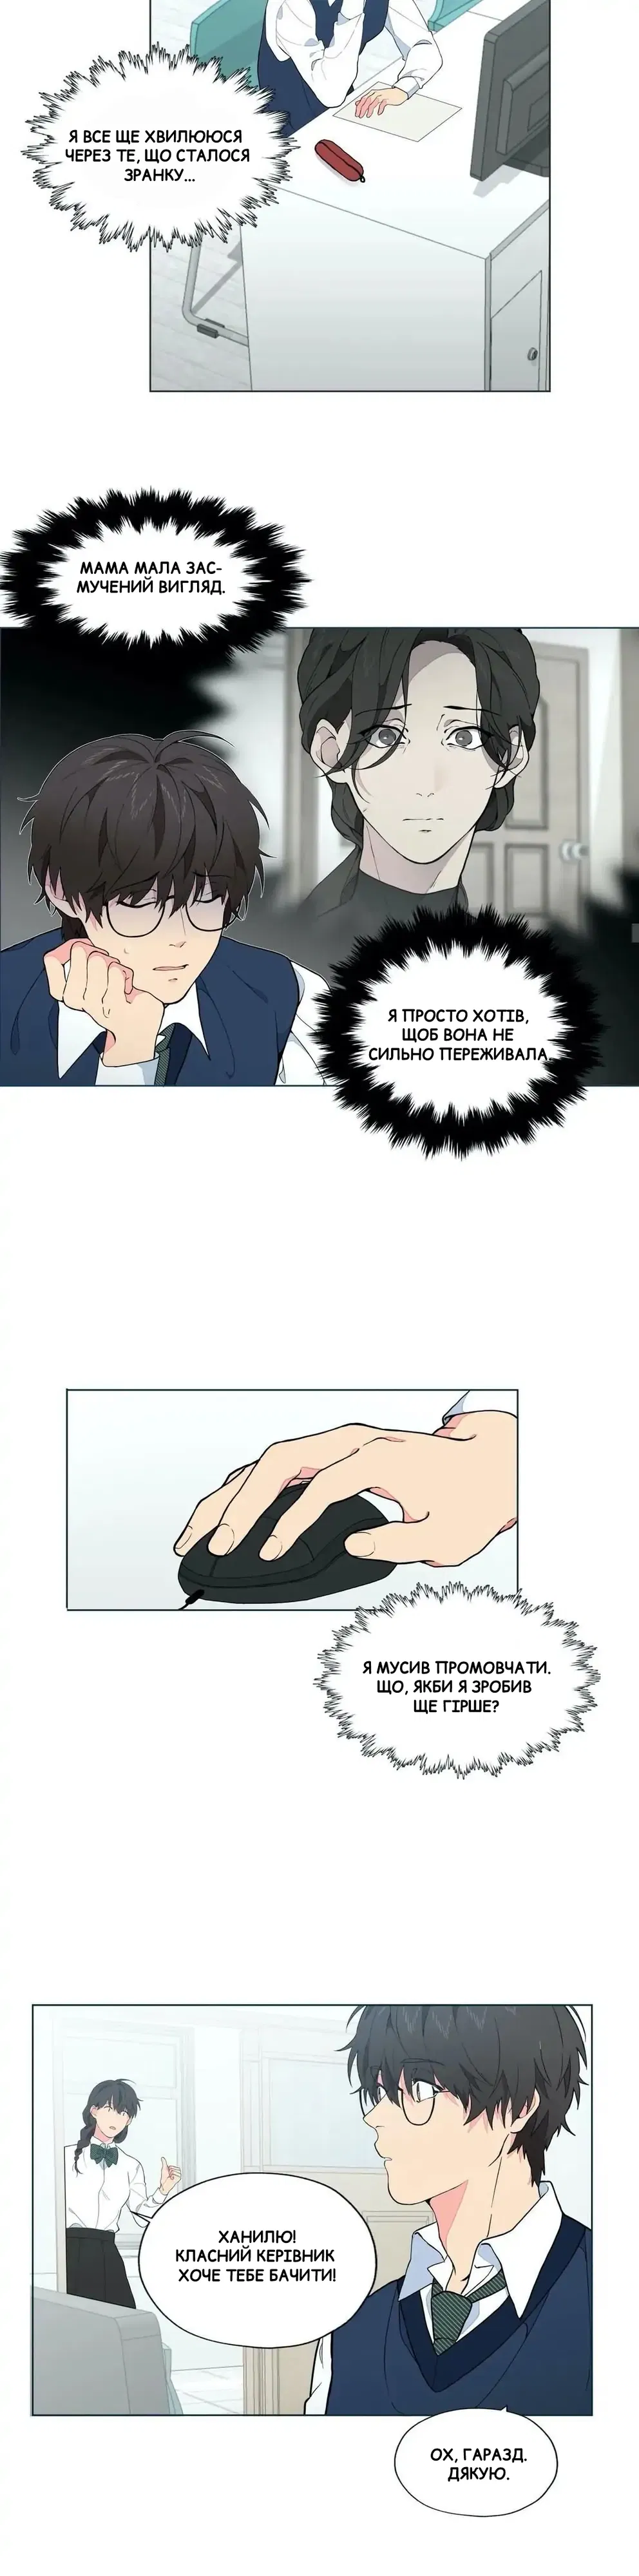 Я ВСЕ ЩЕ ХВИЛЮЮСЯ
ЧЕРЕЗ ТЕ, ЩО СТАЛОСЯ
ЗРАНКУ...
МАМА МАЛА ЗАС-
МУЧЕНИЙ ВИГЛЯД.
Я ПРОСТО ХОТІВ,
ЩОБ ВОНА НЕ
СИЛЬНО ПЕРЕЖИВАЛА.
Я МУСИВ ПРОМОВЧАТИ.
ЩО, ЯКБИ Я ЗРОБИВ
ЩЕ ГІРШЕ?
ХАНИЛЮ!
КЛАСНИЙ КЕРІВНИК
ХОЧЕ ТЕБЕ БАЧИТИ!
ОХ, ГАРАЗД.
ДЯКУЮ.